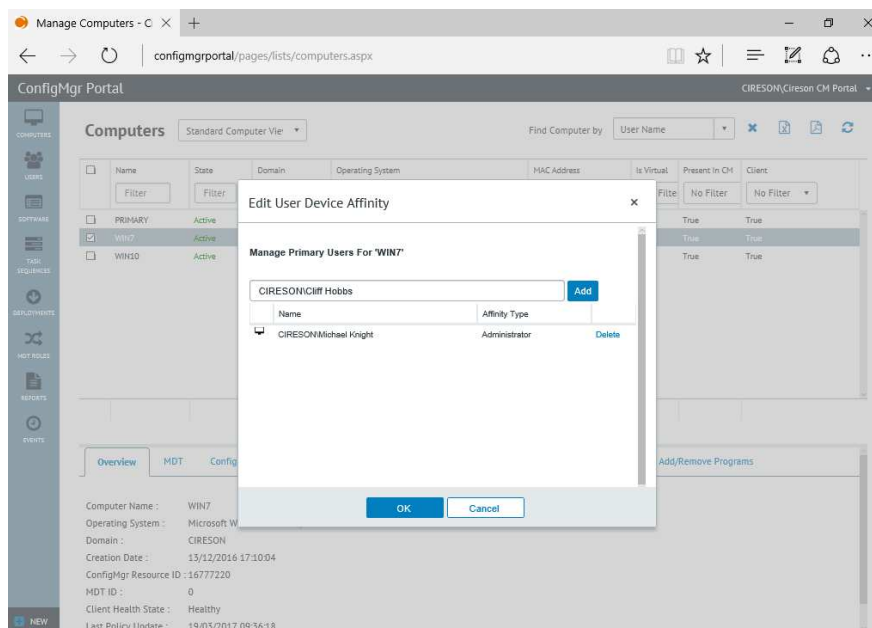 Manage Computers - C
configmgrportal/pages/lists/computers.aspx
ConfigMgr Portal
CIRESON\Cireson CM Portal
COMPUTERS
USERS
SOFTWARE
TASK SEQUENCES
DEPLOYMENTS
MDT ROLES
REPORTS
EVENTS
NEW
Computers
Standard Computer Vie
Find Computer by
User Name
Name State Domain Operating System MAC Address Is Virtual Present In CM Client
Filter Filter Filte No Filter No Filter
PRIMARY Active True True
WIN7 Active True True
WIN10 Active True True
Edit User Device Affinity
Manage Primary Users For 'WIN7'
CIRESON\Cliff Hobbs
Add
Name Affinity Type
CIRESON\Michael Knight Administrator Delete
OK Cancel
Overview MDT Config Add/Remove Programs
Computer Name : WIN7
Operating System : Microsoft W
Domain : CIRESON
Creation Date : 13/12/2016 17:10:04
ConfigMgr Resource ID : 16777220
MDT ID : 0
Client Health State : Healthy
Last Policy Update : 19/03/2017 09:36:18